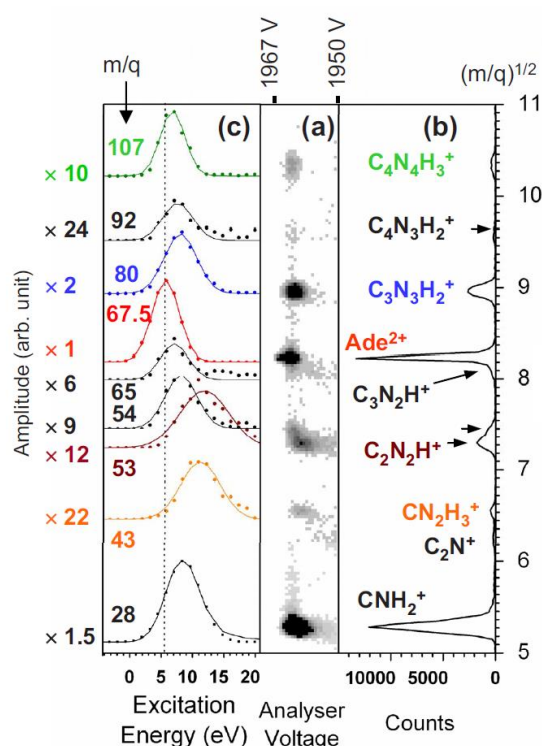 1967 V
1950 V
m/q
(m/q)1/2
(c)
(a)
(b)
11
10
9
8
7
6
5
107
92
80
67.5
65
54
53
43
28
× 10
× 24
× 2
× 1
× 6
× 9
× 12
× 22
× 1.5
Amplitude (arb. unit)
C4N4H3+
C4N3H2+
C3N3H2+
Ade2+
C3N2H+
C2N2H+
CN2H3+
C2N+
CNH2+
0 5 10 15 20
Excitation
Energy (eV)
Analyser
Voltage
10000 5000 0
Counts